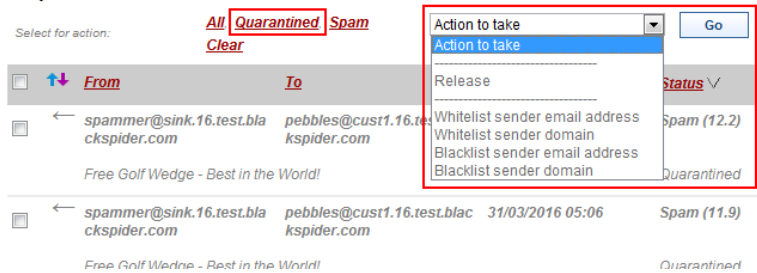 Select for action: All Quarantined Spam Action to take Go
Clear
Action to take
Release
Whitelist sender email address
Whitelist sender domain
Blacklist sender email address
Blacklist sender domain
From To Status
spammer@sink.16.test.bla pebbles@cust1.16.tes Spam (12.2)
ckspider.com kspider.com
Free Golf Wedge - Best in the World! Quarantined
spammer@sink.16.test.bla pebbles@cust1.16.test.blac 31/03/2016 05:06 Spam (11.9)
ckspider.com kspider.com
Free Golf Wedge - Best in the World! Quarantined